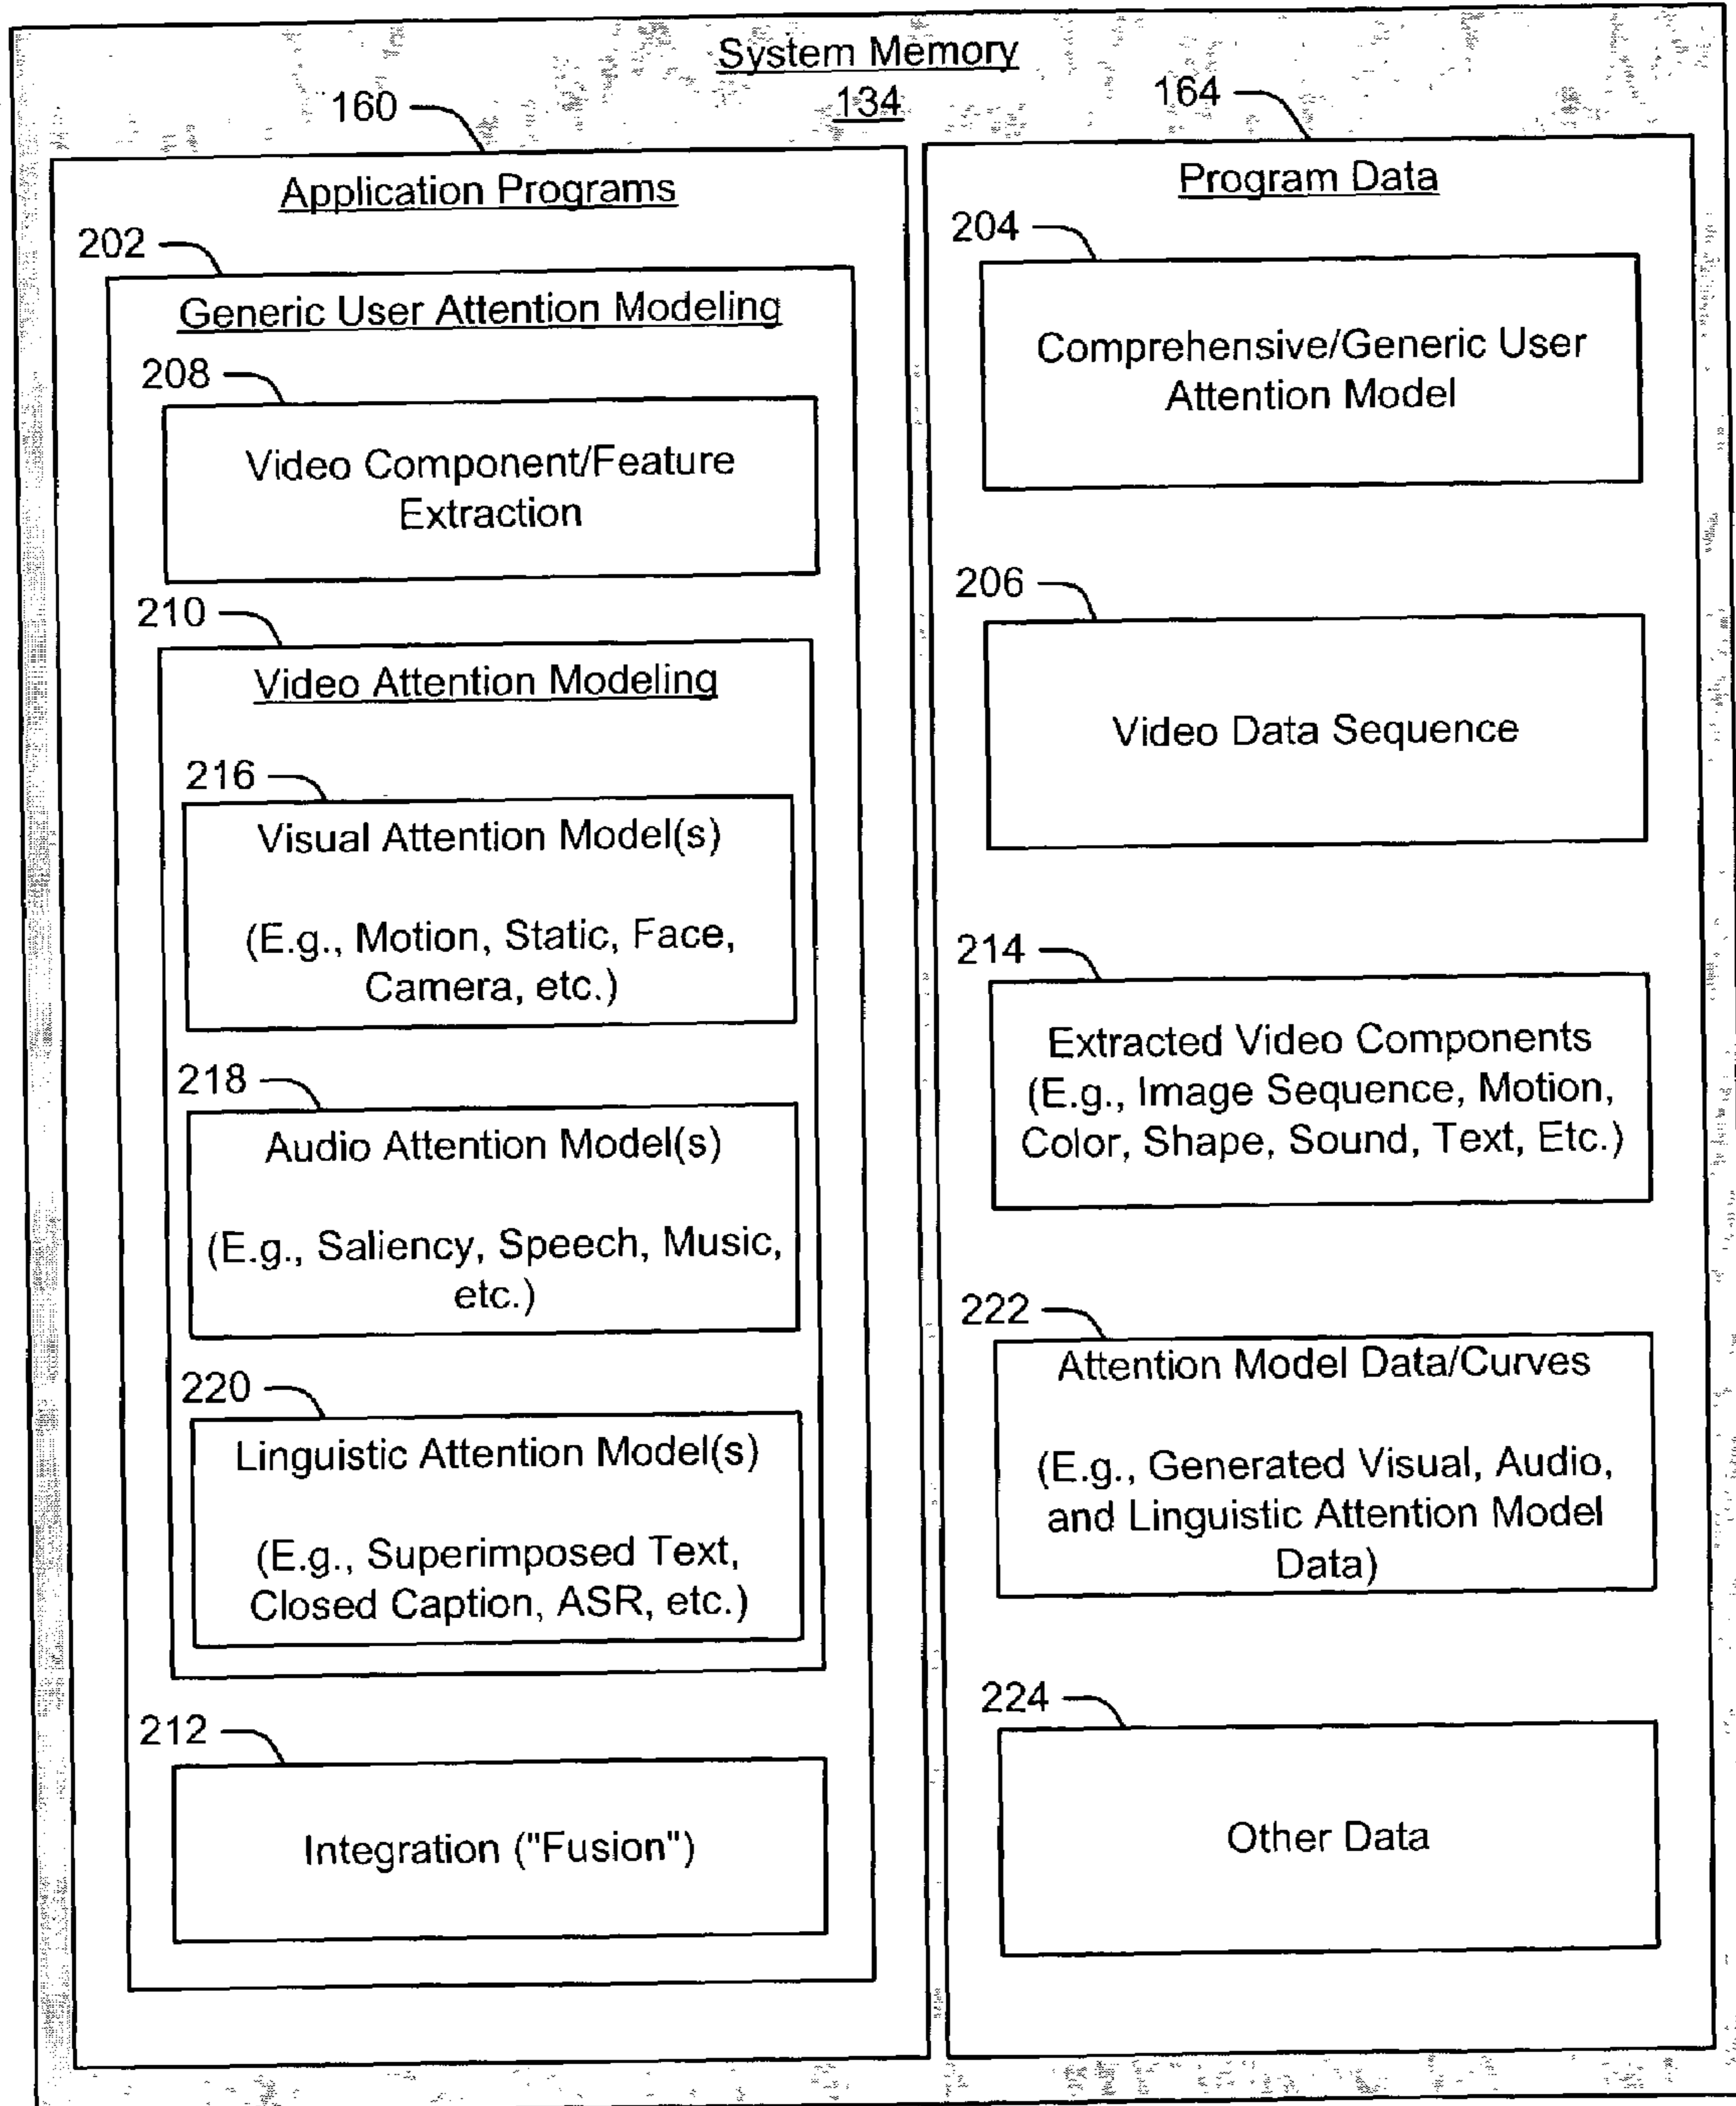 System Memory
134
160
164
Application Programs
202
Generic User Attention Modeling
208
Video Component/Feature
Extraction
210
Video Attention Modeling
216
Visual Attention Model(s)
(E.g., Motion, Static, Face,
Camera, etc.)
218
Audio Attention Model(s)
(E.g., Saliency, Speech, Music,
etc.)
220
Linguistic Attention Model(s)
(E.g., Superimposed Text,
Closed Caption, ASR, etc.)
212
Integration ("Fusion")
Program Data
204
Comprehensive/Generic User
Attention Model
206
Video Data Sequence
214
Extracted Video Components
(E.g., Image Sequence, Motion,
Color, Shape, Sound, Text, Etc.)
222
Attention Model Data/Curves
(E.g., Generated Visual, Audio,
and Linguistic Attention Model
Data)
224
Other Data